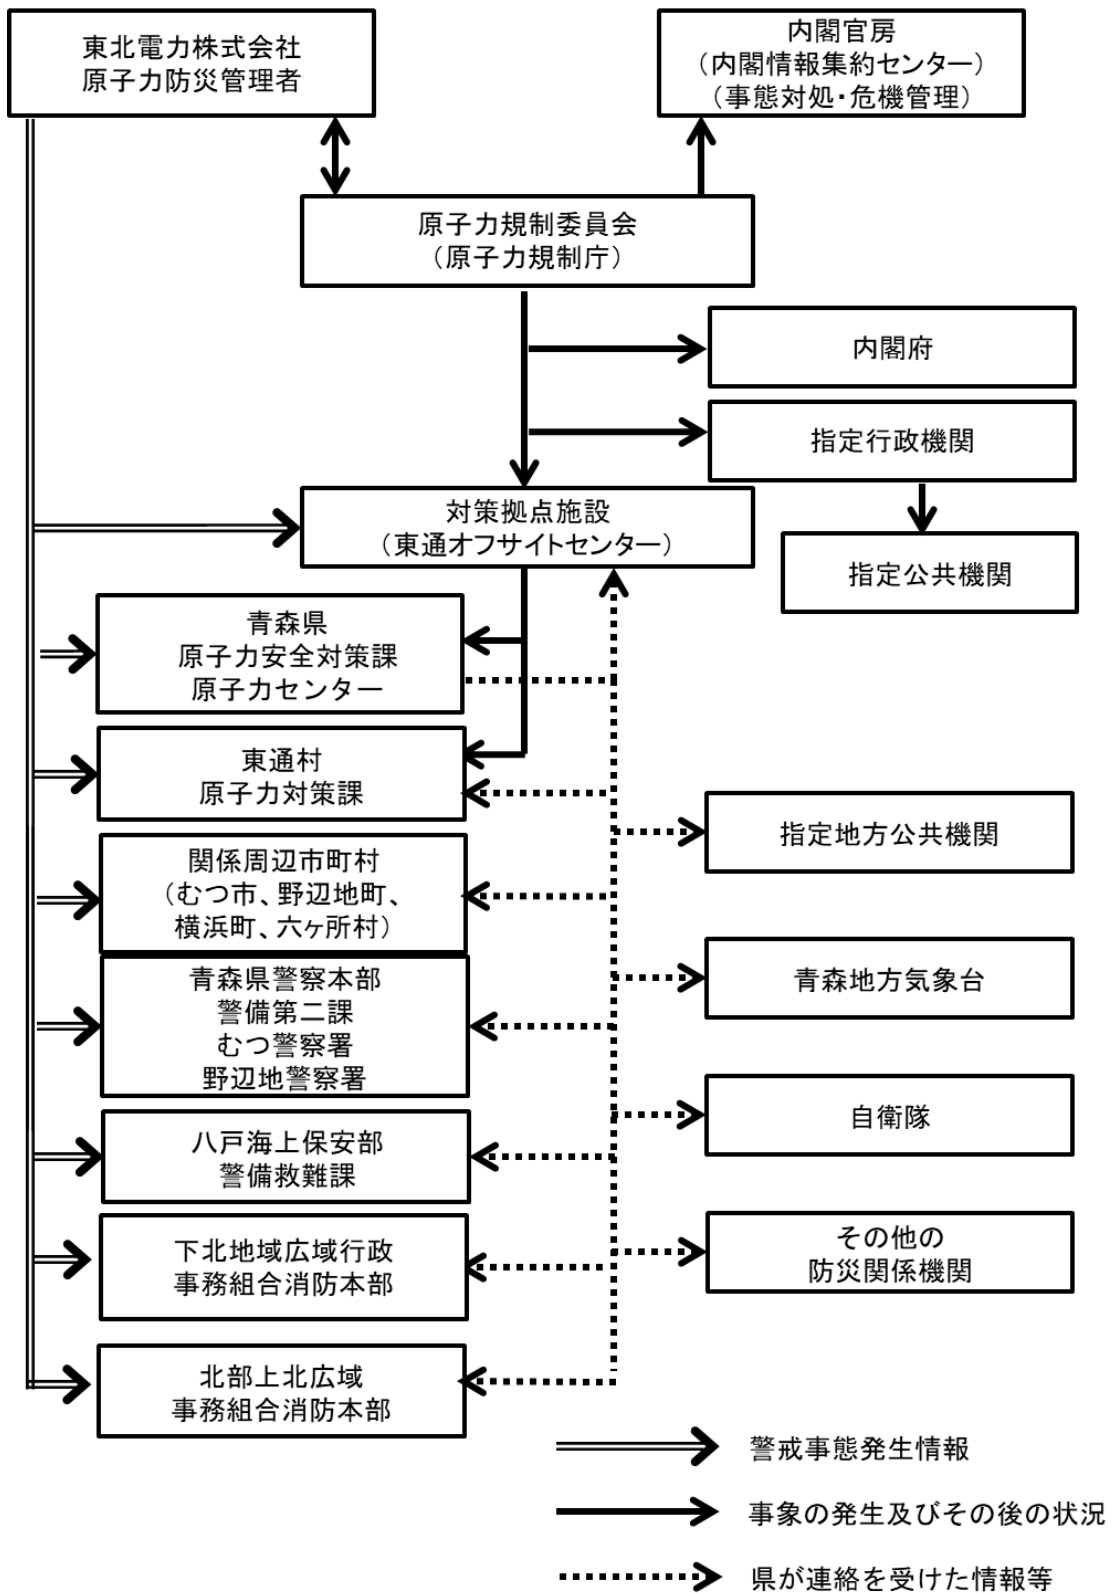 東北電力株式会社
原子力防災管理者
内閣官房
(内閣情報集約センター)
(事態対処・危機管理)
原子力規制委員会
(原子力規制庁)
内閣府
指定行政機関
対策拠点施設
(東通オフサイトセンター)
指定公共機関
青森県
原子力安全対策課
原子力センター
東通村
原子力対策課
関係周辺市町村
(むつ市、野辺地町、
横浜町、六ヶ所村)
青森県警察本部
警備第二課
むつ警察署
野辺地警察署
八戸海上保安部
警備救難課
下北地域広域行政
事務組合消防本部
北部上北広域
事務組合消防本部
指定地方公共機関
青森地方気象台
自衛隊
その他の
防災関係機関
警戒事態発生情報
事象の発生及びその後の状況
県が連絡を受けた情報等